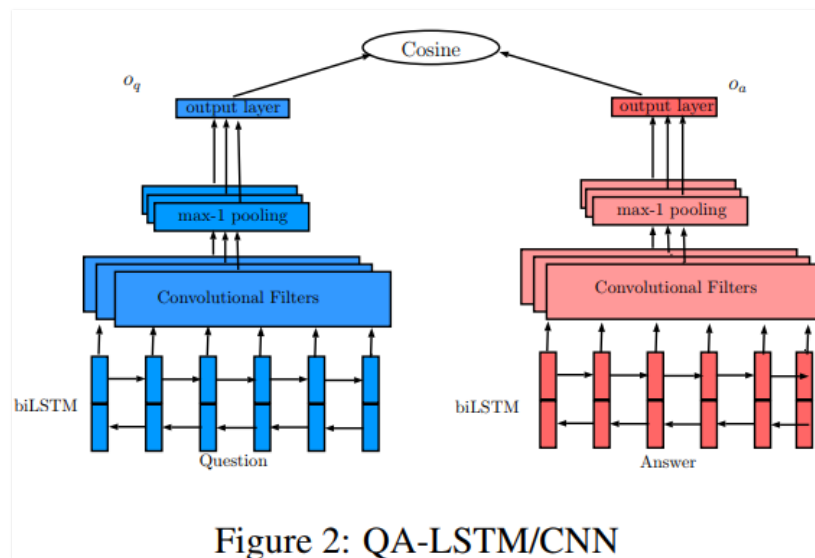 Cosine
o_q
o_a
output layer
output layer
max-1 pooling
max-1 pooling
Convolutional Filters
Convolutional Filters
biLSTM
biLSTM
Question
Answer
Figure 2: QA-LSTM/CNN